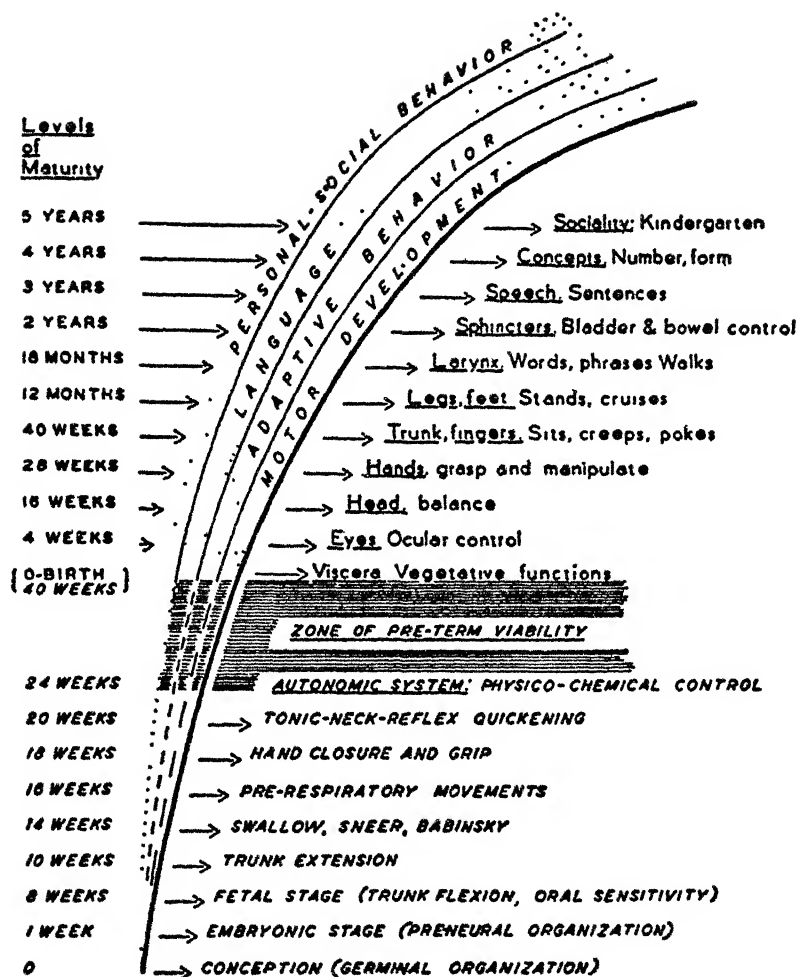 Levels
of
Maturity
PERSONAL-SOCIAL BEHAVIOR
LANGUAGE
ADAPTIVE BEHAVIOR
MOTOR DEVELOPMENT
5 YEARS Sociality; Kindergarten
4 YEARS Concepts, Number, form
3 YEARS Speech, Sentences
2 YEARS Sphincters, Bladder & bowel control
18 MONTHS Larynx, Words, phrases Walks
12 MONTHS Legs, feet Stands, cruises
40 WEEKS Trunk, fingers, Sits, creeps, pokes
28 WEEKS Hands, grasp and manipulate
16 WEEKS Head, balance
4 WEEKS Eyes Ocular control
{ 0-BIRTH } Viscera Vegetative functions
40 WEEKS
ZONE OF PRE-TERM VIABILITY
24 WEEKS AUTONOMIC SYSTEM: PHYSICO-CHEMICAL CONTROL
20 WEEKS TONIC-NECK-REFLEX QUICKENING
18 WEEKS HAND CLOSURE AND GRIP
16 WEEKS PRE-RESPIRATORY MOVEMENTS
14 WEEKS SWALLOW, SNEER, BABINSKY
10 WEEKS TRUNK EXTENSION
8 WEEKS FETAL STAGE (TRUNK FLEXION, ORAL SENSITIVITY)
1 WEEK EMBRYONIC STAGE (PRENEURAL ORGANIZATION)
0 CONCEPTION (GERMINAL ORGANIZATION)